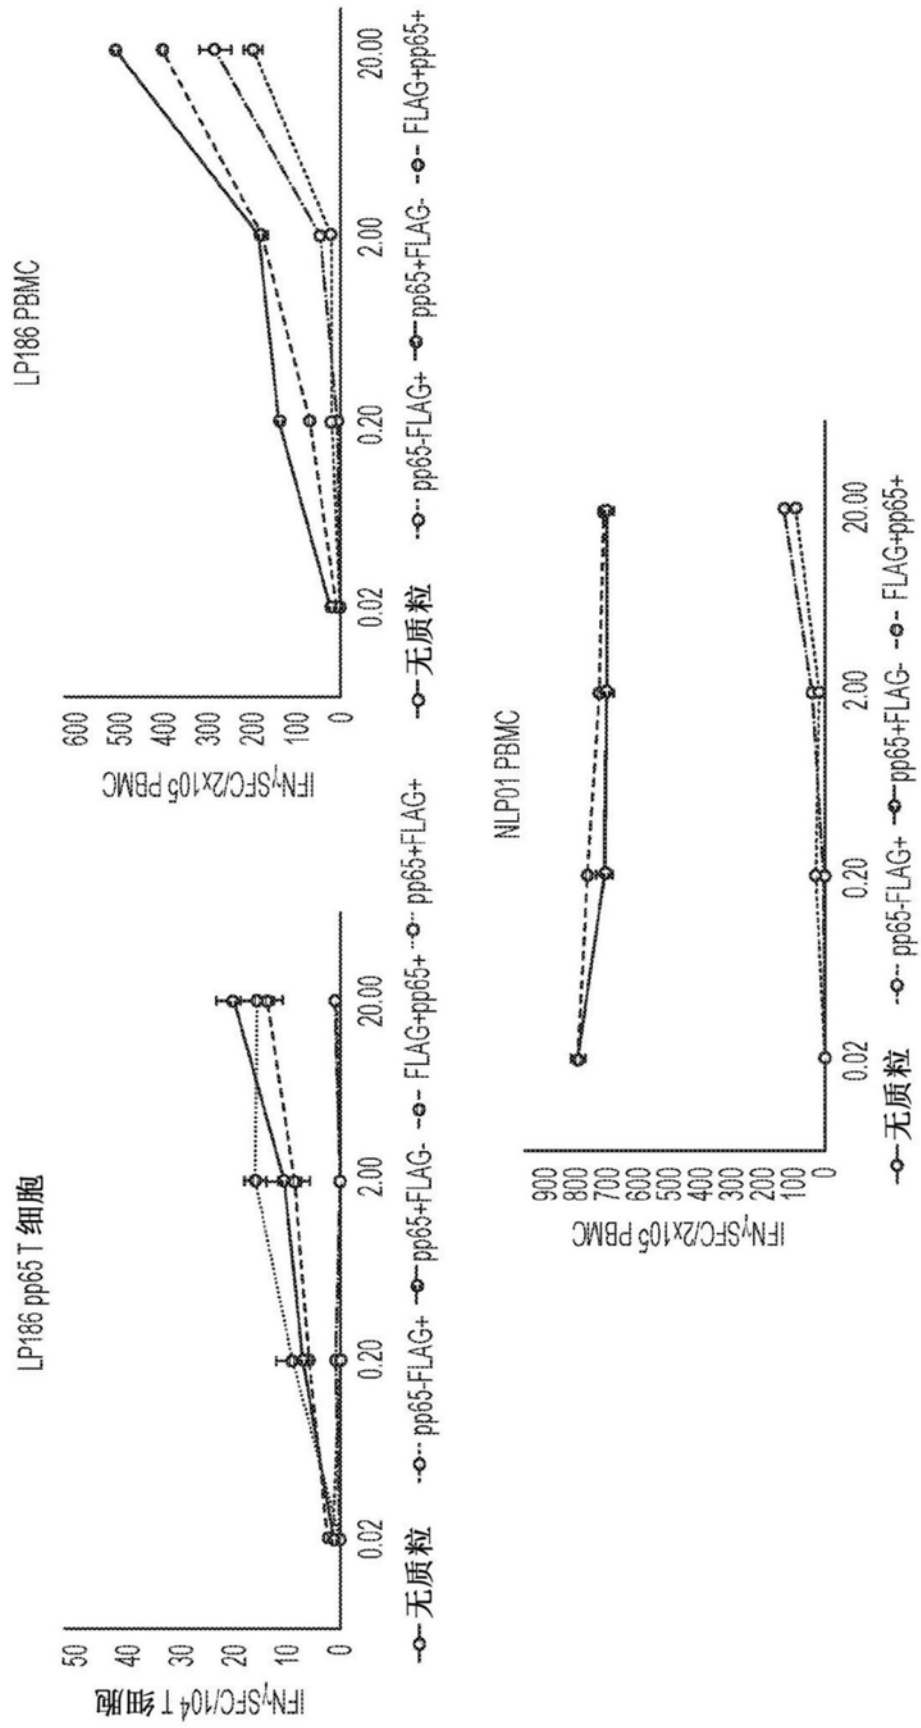 LP186 pp65 T 细胞
IFNγSFC/10⁴ T 细胞
50
40
30
20
10
0
0.02
0.20
2.00
20.00
无质粒
pp65-FLAG+
pp65+FLAG-
FLAG+pp65+
pp65+FLAG+
LP186 PBMC
IFNγSFC/2x10⁵ PBMC
600
500
400
300
200
100
0
0.02
0.20
2.00
20.00
无质粒
pp65-FLAG+
pp65+FLAG-
FLAG+pp65+
NLP01 PBMC
IFNγSFC/2x10⁵ PBMC
900
800
700
600
500
400
300
200
100
0
0.02
0.20
2.00
20.00
无质粒
pp65-FLAG+
pp65+FLAG-
FLAG+pp65+